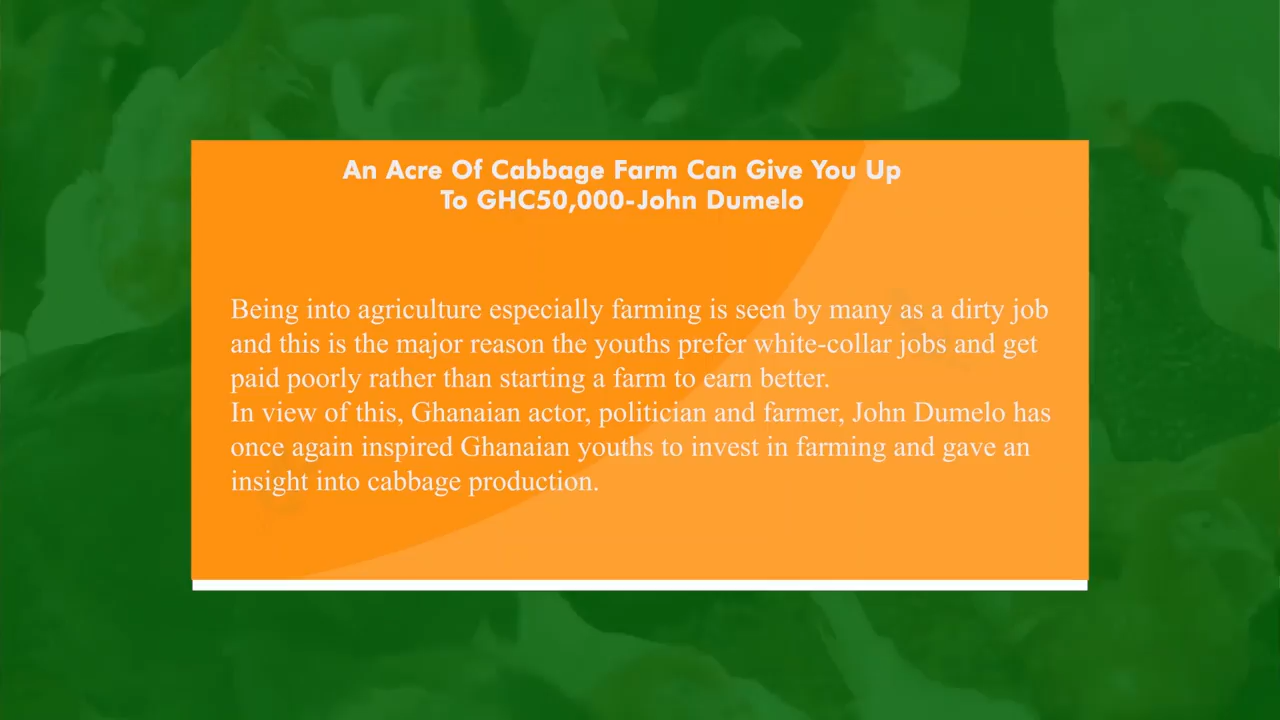 An Acre Of Cabbage Farm Can Give You Up
To GHC50,000-John Dumelo
Being into agriculture especially farming is seen by many as a dirty job
and this is the major reason the youths prefer white-collar jobs and get
paid poorly rather than starting a farm to earn better.
In view of this, Ghanaian actor, politician and farmer, John Dumelo has
once again inspired Ghanaian youths to invest in farming and gave an
insight into cabbage production.